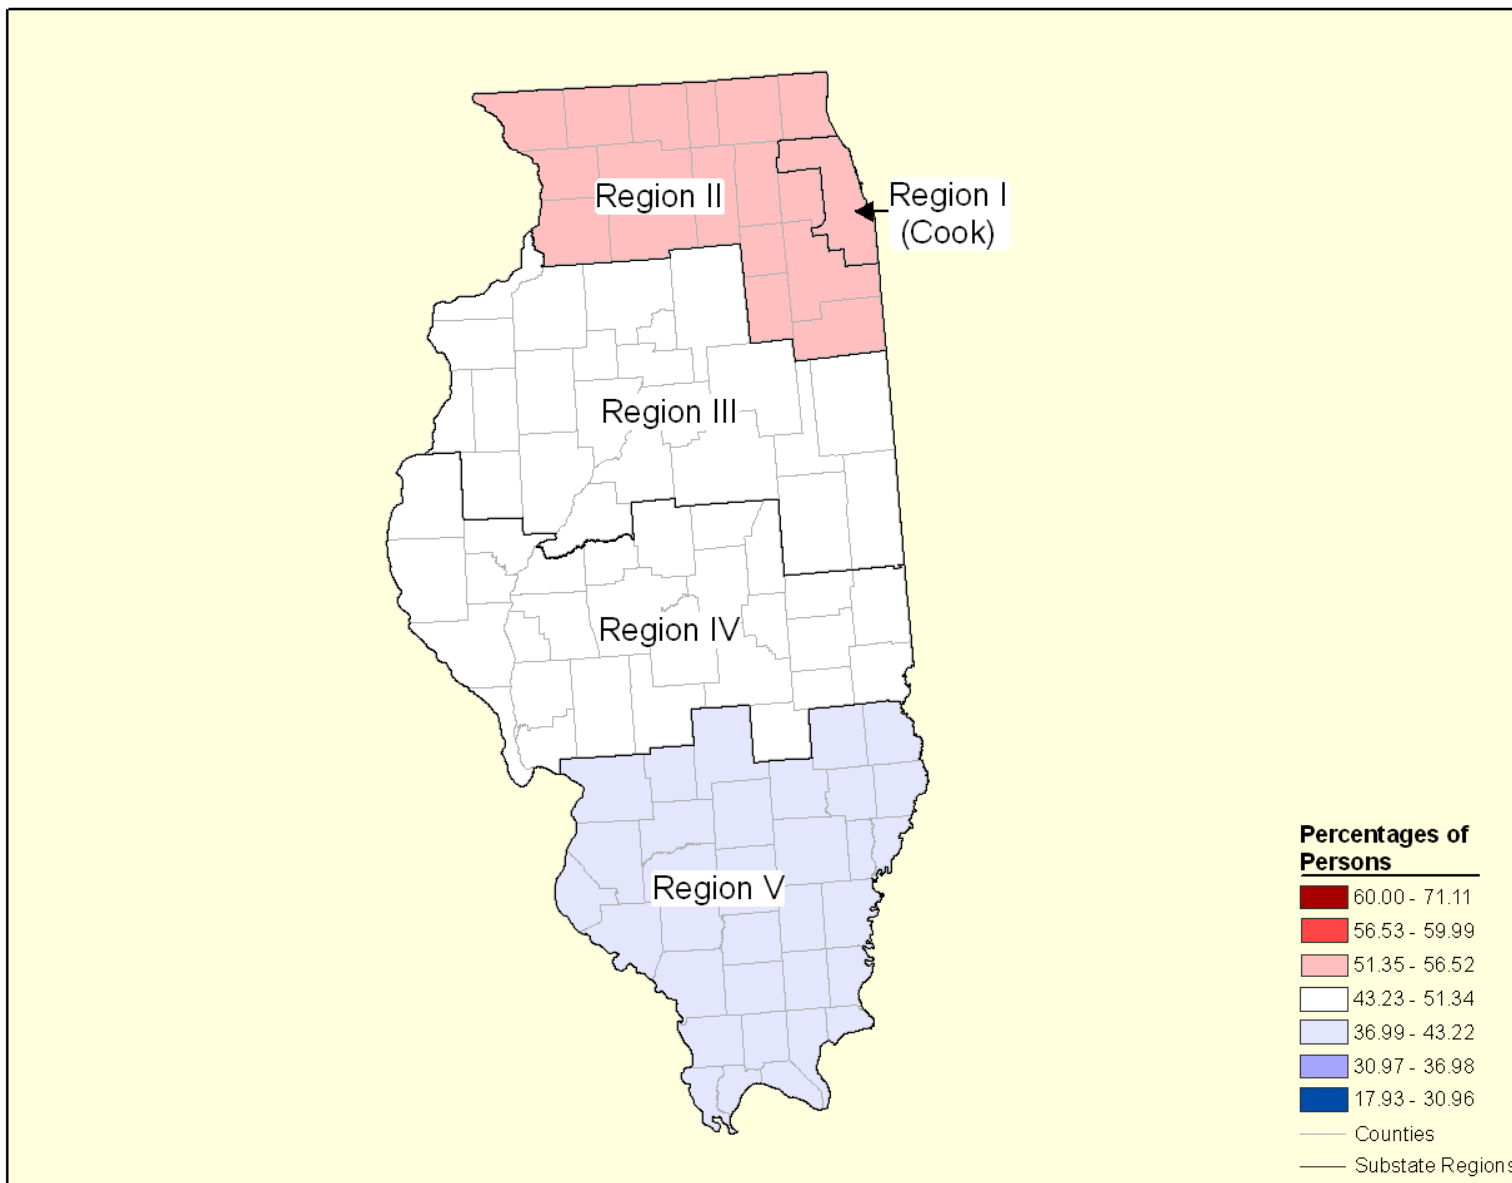 Region II
Region I
(Cook)
Region III
Region IV
Region V
Percentages of
Persons
60.00 - 71.11
56.53 - 59.99
51.35 - 56.52
43.23 - 51.34
36.99 - 43.22
30.97 - 36.98
17.93 - 30.96
Counties
Substate Regions